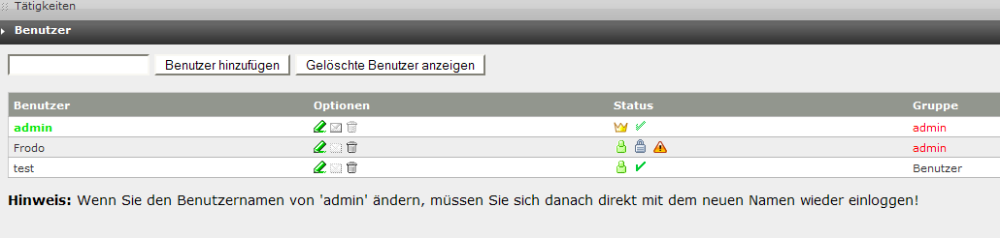 Tätigkeiten
Benutzer
Benutzer hinzufügen Gelöschte Benutzer anzeigen
Benutzer Optionen Status Gruppe
admin admin
Frodo admin
test Benutzer
Hinweis: Wenn Sie den Benutzernamen von 'admin' ändern, müssen Sie sich danach direkt mit dem neuen Namen wieder einloggen!